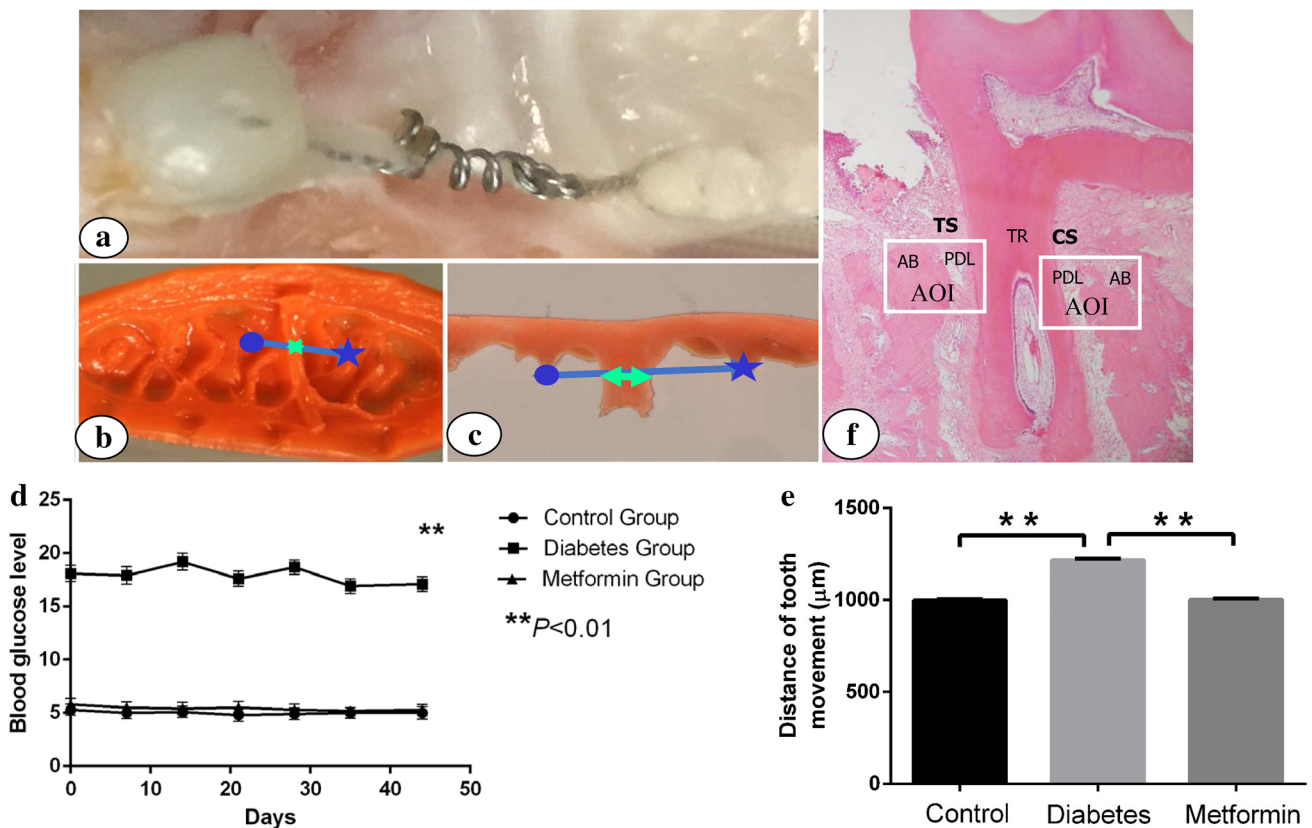 a
b
c
TS
TR
CS
AB
PDL
AOI
PDL
AB
AOI
f
d
25
20
15
10
5
0
Blood glucose level
0
10
20
30
40
50
Days
**
Control Group
Diabetes Group
Metformin Group
**P<0.01
e
1500
1000
500
0
Distance of tooth
movement (μm)
* *
* *
Control
Diabetes
Metformin